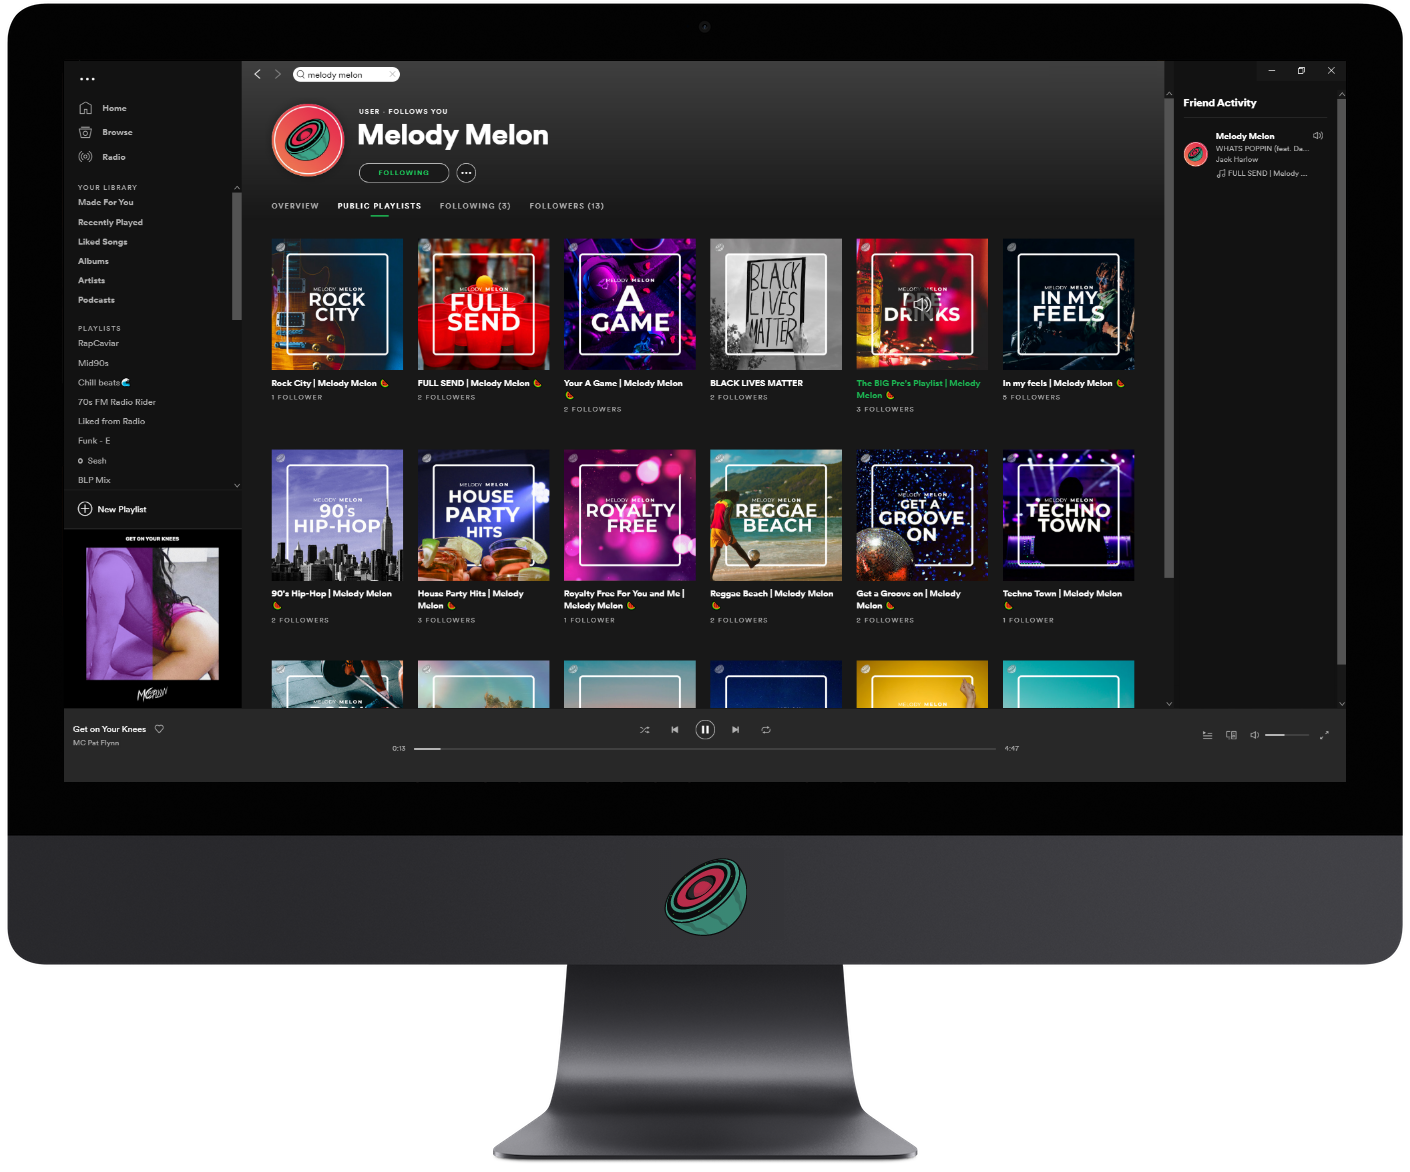 melody melon
Home
Browse
Radio
YOUR LIBRARY
Made For You
Recently Played
Liked Songs
Albums
Artists
Podcasts
PLAYLISTS
RapCaviar
Mid90s
Chill beats🌊
70s FM Radio Rider
Liked from Radio
Funk - E
Sesh
BLP Mix
New Playlist
GET ON YOUR KNEES
USER · FOLLOWS YOU
Melody Melon
FOLLOWING
OVERVIEW
PUBLIC PLAYLISTS
FOLLOWING (3)
FOLLOWERS (13)
MELODY MELON
ROCK
CITY
Rock City | Melody Melon 🍉
1 FOLLOWER
MELODY MELON
FULL
SEND
FULL SEND | Melody Melon 🍉
2 FOLLOWERS
MELODY MELON
A
GAME
Your A Game | Melody Melon
🍉
2 FOLLOWERS
BLACK
LIVES
MATTER
BLACK LIVES MATTER
2 FOLLOWERS
MELODY MELON
PRE
DRINKS
The BIG Pre's Playlist | Melody
Melon 🍉
3 FOLLOWERS
MELODY MELON
IN MY
FEELS
In my feels | Melody Melon 🍉
5 FOLLOWERS
MELODY MELON
90's
HIP-HOP
90's Hip-Hop | Melody Melon
🍉
2 FOLLOWERS
MELODY MELON
HOUSE
PARTY
HITS
House Party Hits | Melody
Melon 🍉
3 FOLLOWERS
MELODY MELON
ROYALTY
FREE
Royalty Free For You and Me |
Melody Melon 🍉
1 FOLLOWER
MELODY MELON
REGGAE
BEACH
Reggae Beach | Melody Melon
🍉
2 FOLLOWERS
MELODY MELON
GET A
GROOVE
ON
Get a Groove on | Melody
Melon 🍉
2 FOLLOWERS
MELODY MELON
TECHNO
TOWN
Techno Town | Melody Melon
🍉
1 FOLLOWER
MELODY MELON
MELODY MELON
Friend Activity
Melody Melon
WHATS POPPIN (feat. Da...
Jack Harlow
FULL SEND | Melody ...
Get on Your Knees
MC Pat Flynn
0:13
4:47